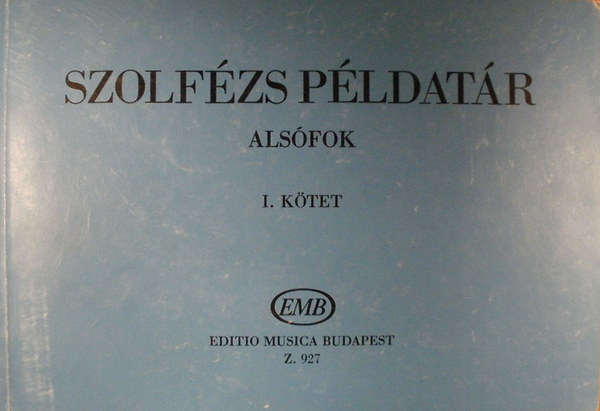 SZOLFÉZS PÉLDATÁR
ALSÓFOK
I. KÖTET
EMB
EDITIO MUSICA BUDAPEST
Z. 927